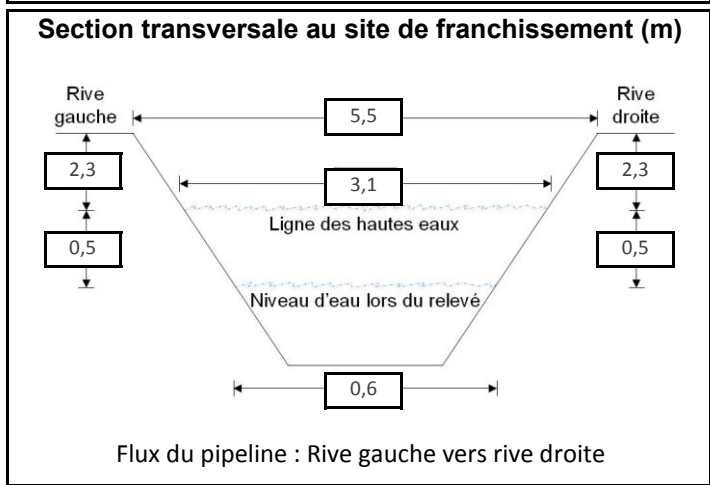 Section transversale au site de franchissement (m)
Rive
gauche
5,5
Rive
droite
2,3
3,1
2,3
Ligne des hautes eaux
0,5
0,5
Niveau d'eau lors du relevé
0,6
Flux du pipeline : Rive gauche vers rive droite